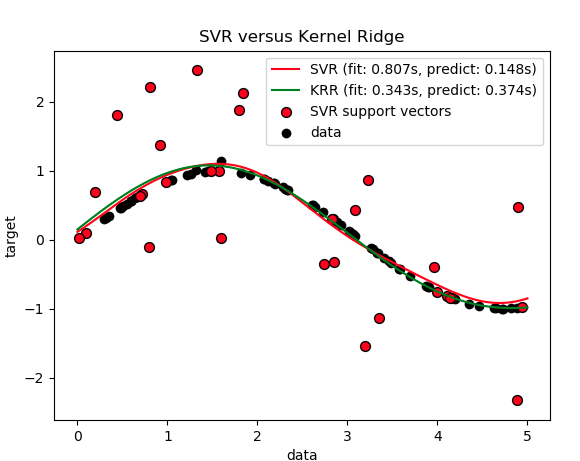 SVR versus Kernel Ridge
SVR (fit: 0.807s, predict: 0.148s)
KRR (fit: 0.343s, predict: 0.374s)
SVR support vectors
data
target
2
1
0
−1
−2
0 1 2 3 4 5
data